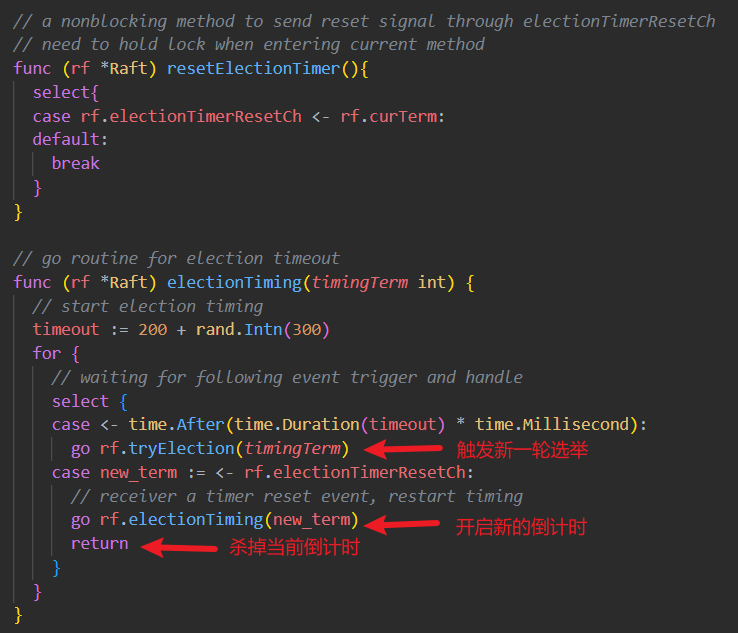 // a nonblocking method to send reset signal through electionTimerResetCh
// need to hold lock when entering current method
func (rf *Raft) resetElectionTimer(){
  select{
  case rf.electionTimerResetCh <- rf.curTerm:
  default:
    break
  }
}

// go routine for election timeout
func (rf *Raft) electionTiming(timingTerm int) {
  // start election timing
  timeout := 200 + rand.Intn(300)
  for {
    // waiting for following event trigger and handle
    select {
    case <- time.After(time.Duration(timeout) * time.Millisecond):
      go rf.tryElection(timingTerm) 触发新一轮选举
    case new_term := <- rf.electionTimerResetCh:
      // receiver a timer reset event, restart timing
      go rf.electionTiming(new_term) 开启新的倒计时
      return 杀掉当前倒计时
    }
  }
}